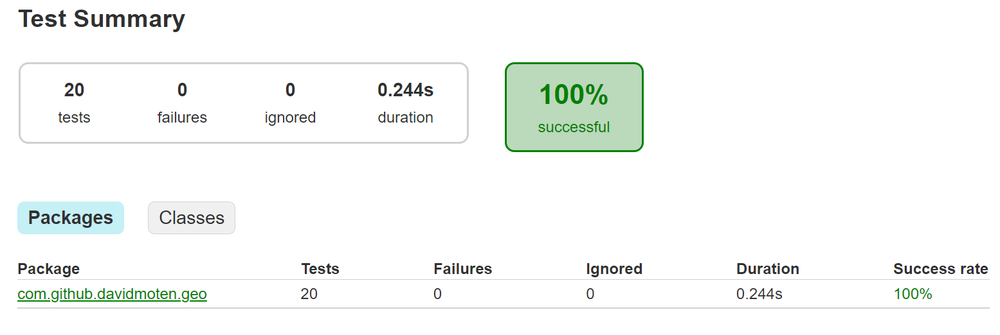 Test Summary
20 0 0 0.244s
tests failures ignored duration
100%
successful
Packages Classes
Package Tests Failures Ignored Duration Success rate
com.github.davidmoten.geo 20 0 0 0.244s 100%